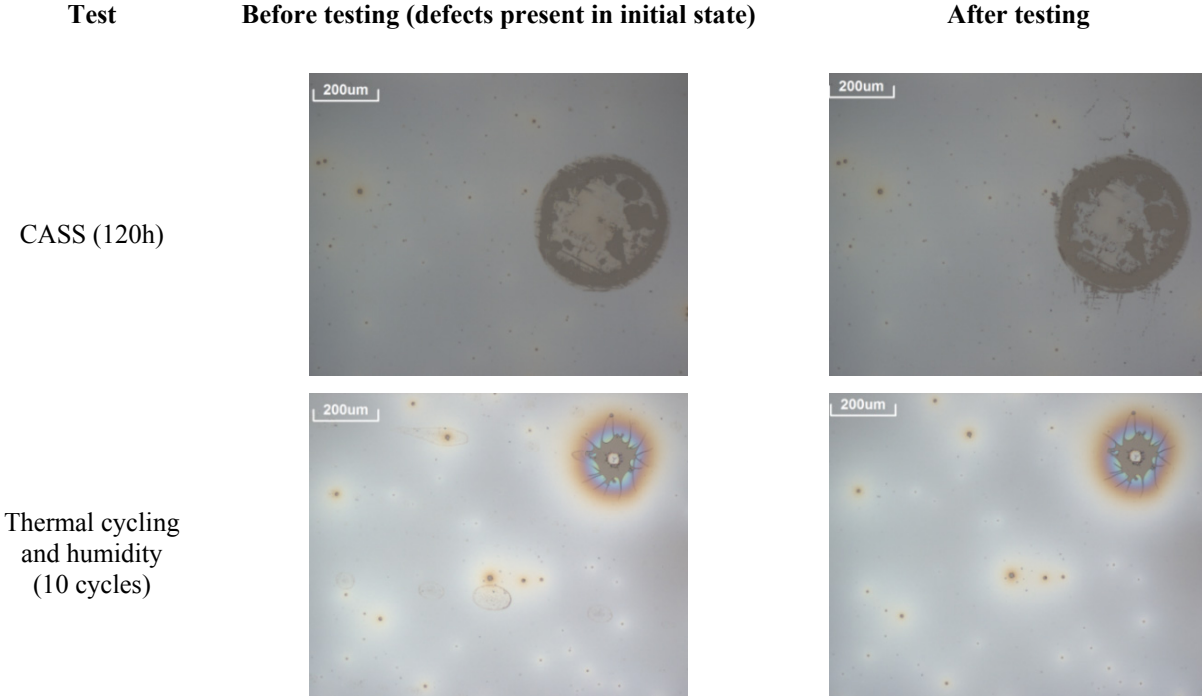 Test Before testing (defects present in initial state) After testing
200um 200um
CASS (120h)
200um 200um
Thermal cycling
and humidity
(10 cycles)